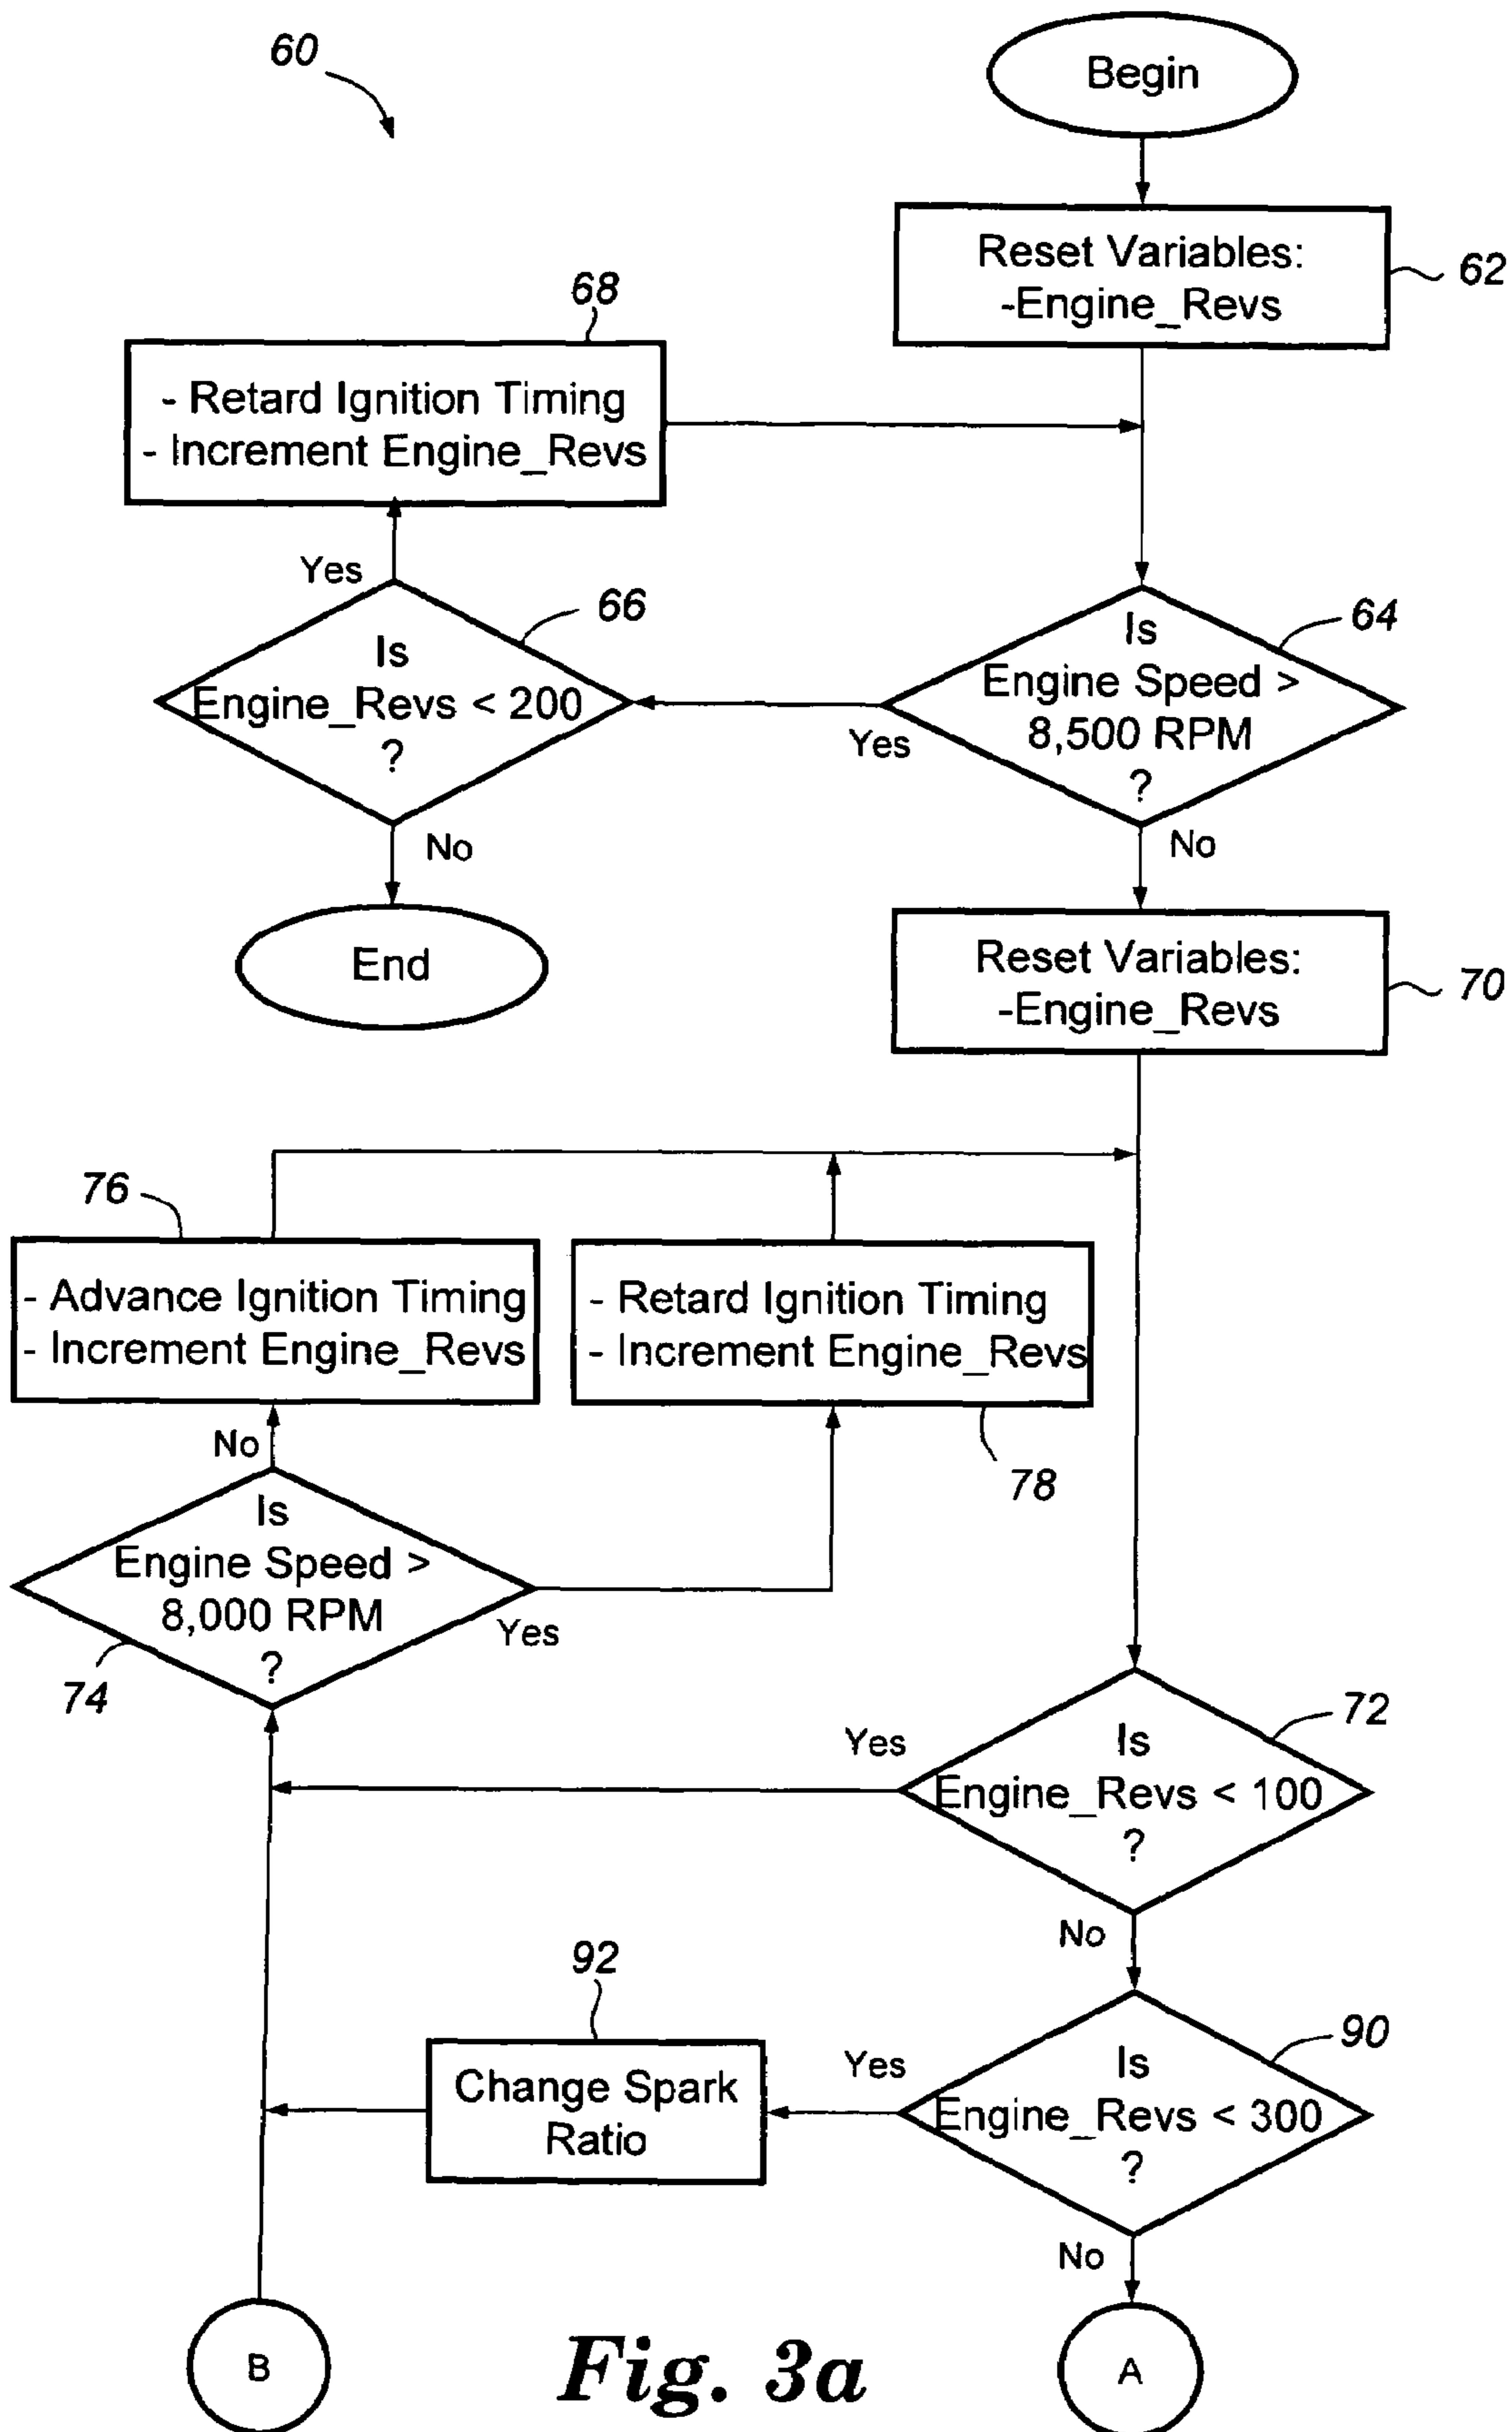 60
Begin
Reset Variables:
-Engine_Revs
62
68
- Retard Ignition Timing
- Increment Engine_Revs
Yes
66
Is
Engine_Revs < 200
?
No
End
64
Is
Engine Speed >
8,500 RPM
?
Yes
No
Reset Variables:
-Engine_Revs
70
76
- Advance Ignition Timing
- Increment Engine_Revs
- Retard Ignition Timing
- Increment Engine_Revs
78
No
Is
Engine Speed >
8,000 RPM
?
Yes
74
72
Yes
Is
Engine_Revs < 100
?
No
92
Change Spark
Ratio
90
Yes
Is
Engine_Revs < 300
?
No
B
Fig. 3a
A